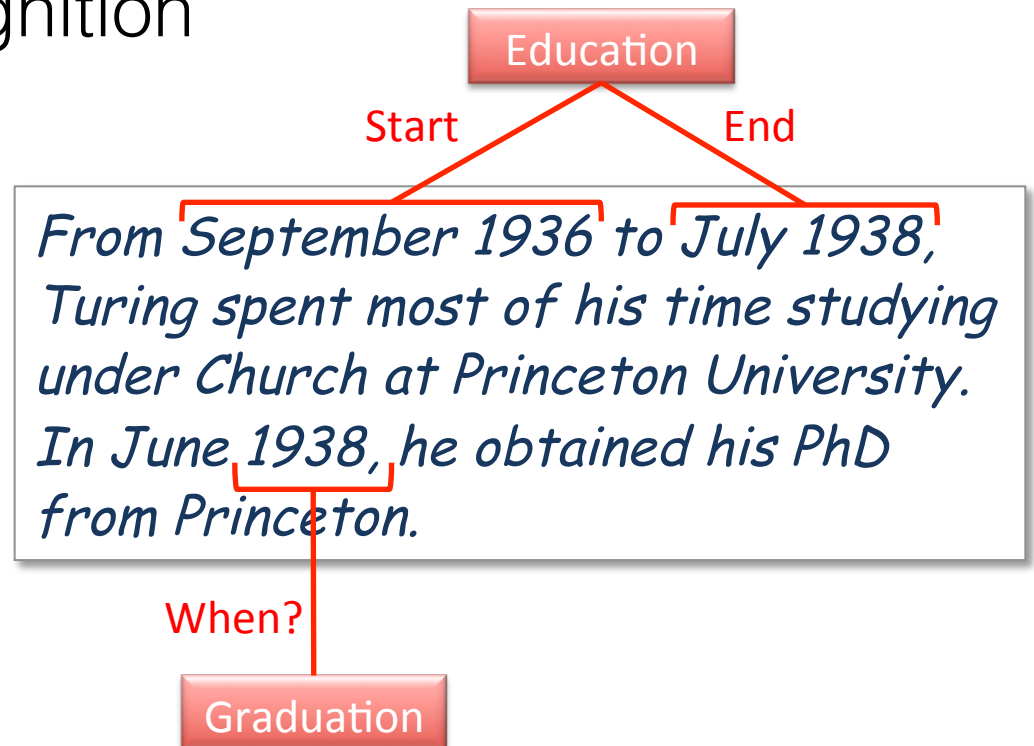 gnition
Education
Start
End
From September 1936 to July 1938,
Turing spent most of his time studying
under Church at Princeton University.
In June 1938, he obtained his PhD
from Princeton.
When?
Graduation